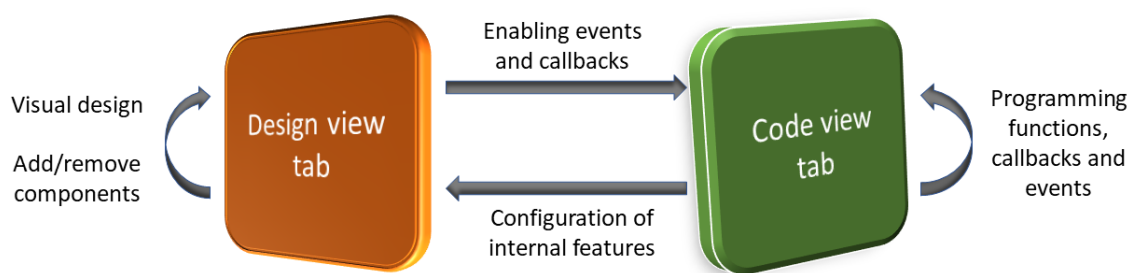 Visual design
Add/remove
components
Design view
tab
Enabling events
and callbacks
Configuration of
internal features
Code view
tab
Programming
functions,
callbacks and
events